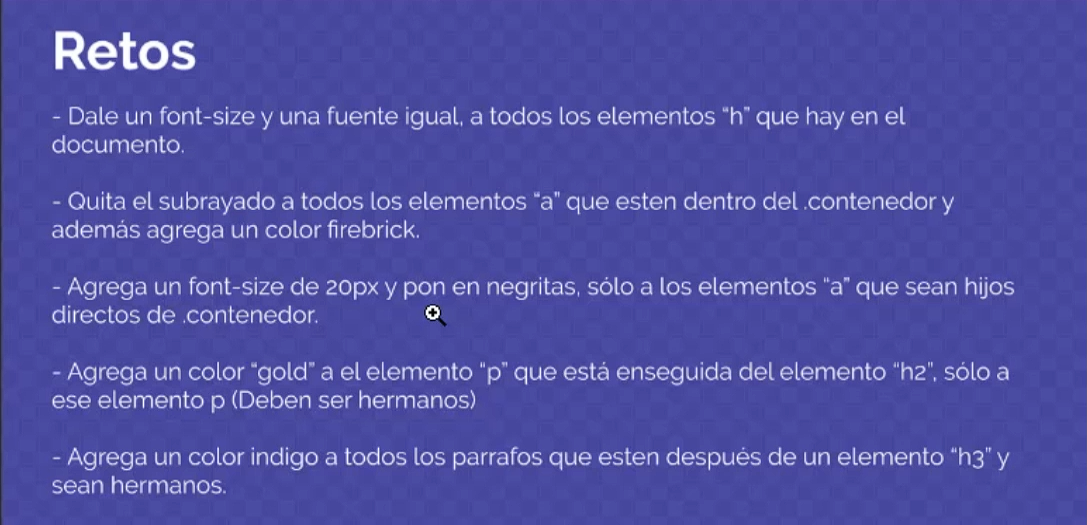 Retos
- Dale un font-size y una fuente igual, a todos los elementos “h” que hay en el
documento.
- Quita el subrayado a todos los elementos “a” que esten dentro del .contenedor y
además agrega un color firebrick.
- Agrega un font-size de 20px y pon en negritas, sólo a los elementos “a” que sean hijos
directos de .contenedor.
- Agrega un color “gold” a el elemento “p” que está enseguida del elemento “h2”, sólo a
ese elemento p (Deben ser hermanos)
- Agrega un color indigo a todos los parrafos que esten después de un elemento “h3” y
sean hermanos.